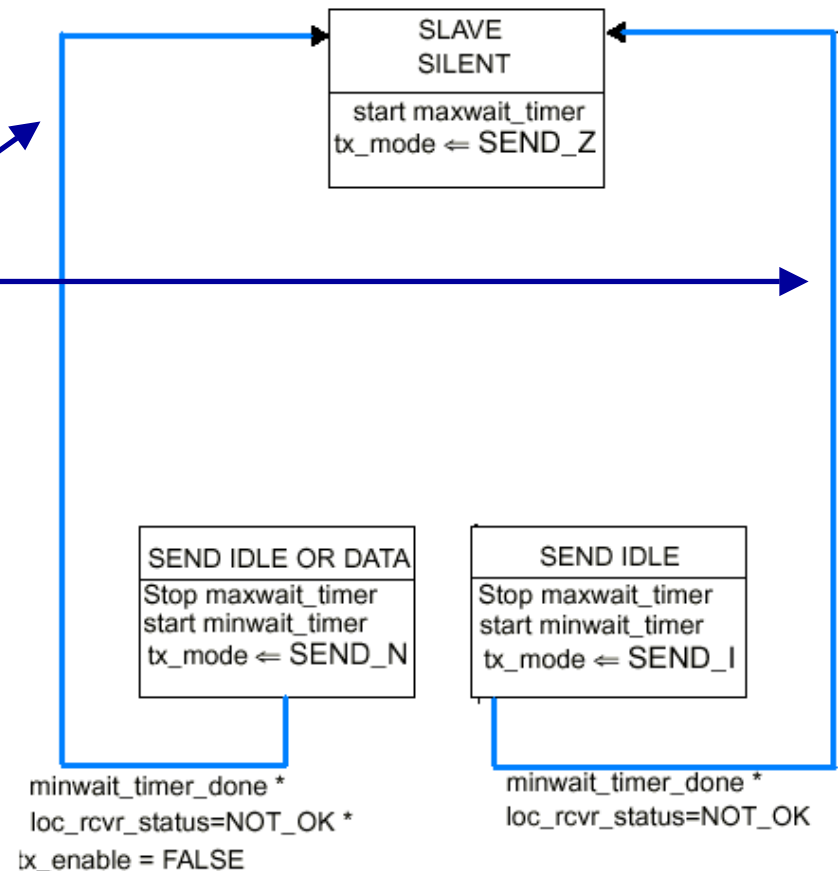 SLAVE
SILENT
start maxwait_timer
tx_mode ⇐ SEND_Z
SEND IDLE OR DATA
Stop maxwait_timer
start minwait_timer
tx_mode ⇐ SEND_N
SEND IDLE
Stop maxwait_timer
start minwait_timer
tx_mode ⇐ SEND_I
minwait_timer_done *
loc_rcvr_status=NOT_OK *
tx_enable = FALSE
minwait_timer_done *
loc_rcvr_status=NOT_OK